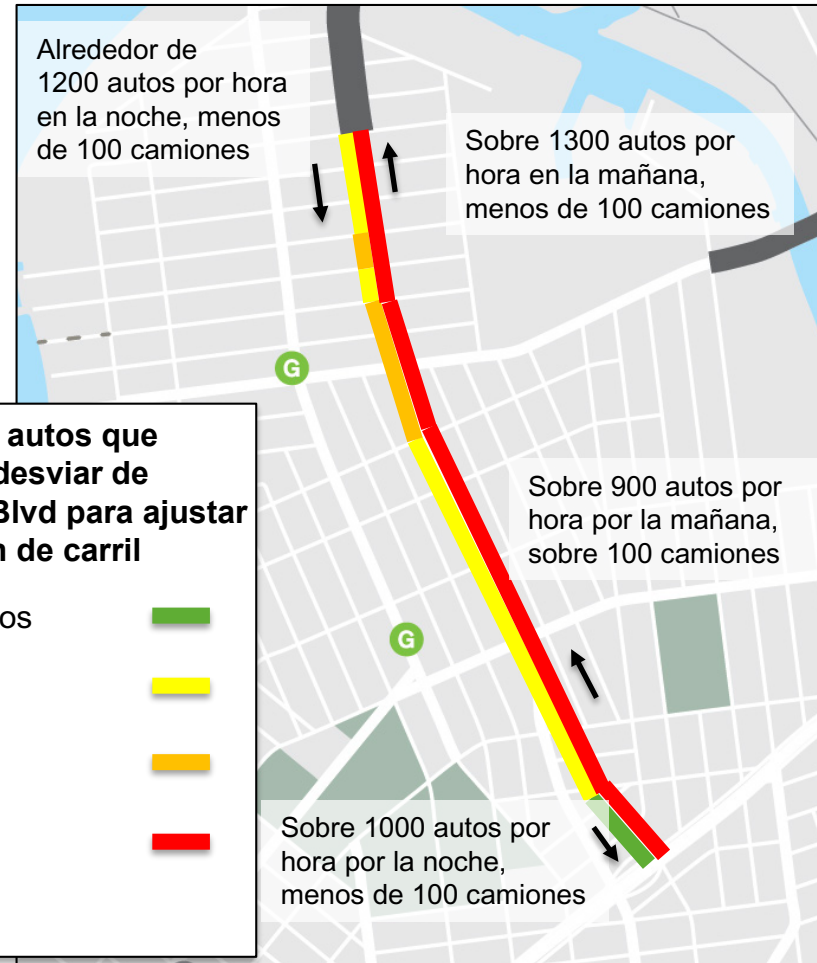 Alrededor de
1200 autos por hora
en la noche, menos
de 100 camiones
Sobre 1300 autos por
hora en la mañana,
menos de 100 camiones
G
autos que
desviar de
Blvd para ajustar
de carril
Sobre 900 autos por
hora por la mañana,
sobre 100 camiones
G
Sobre 1000 autos por
hora por la noche,
menos de 100 camiones